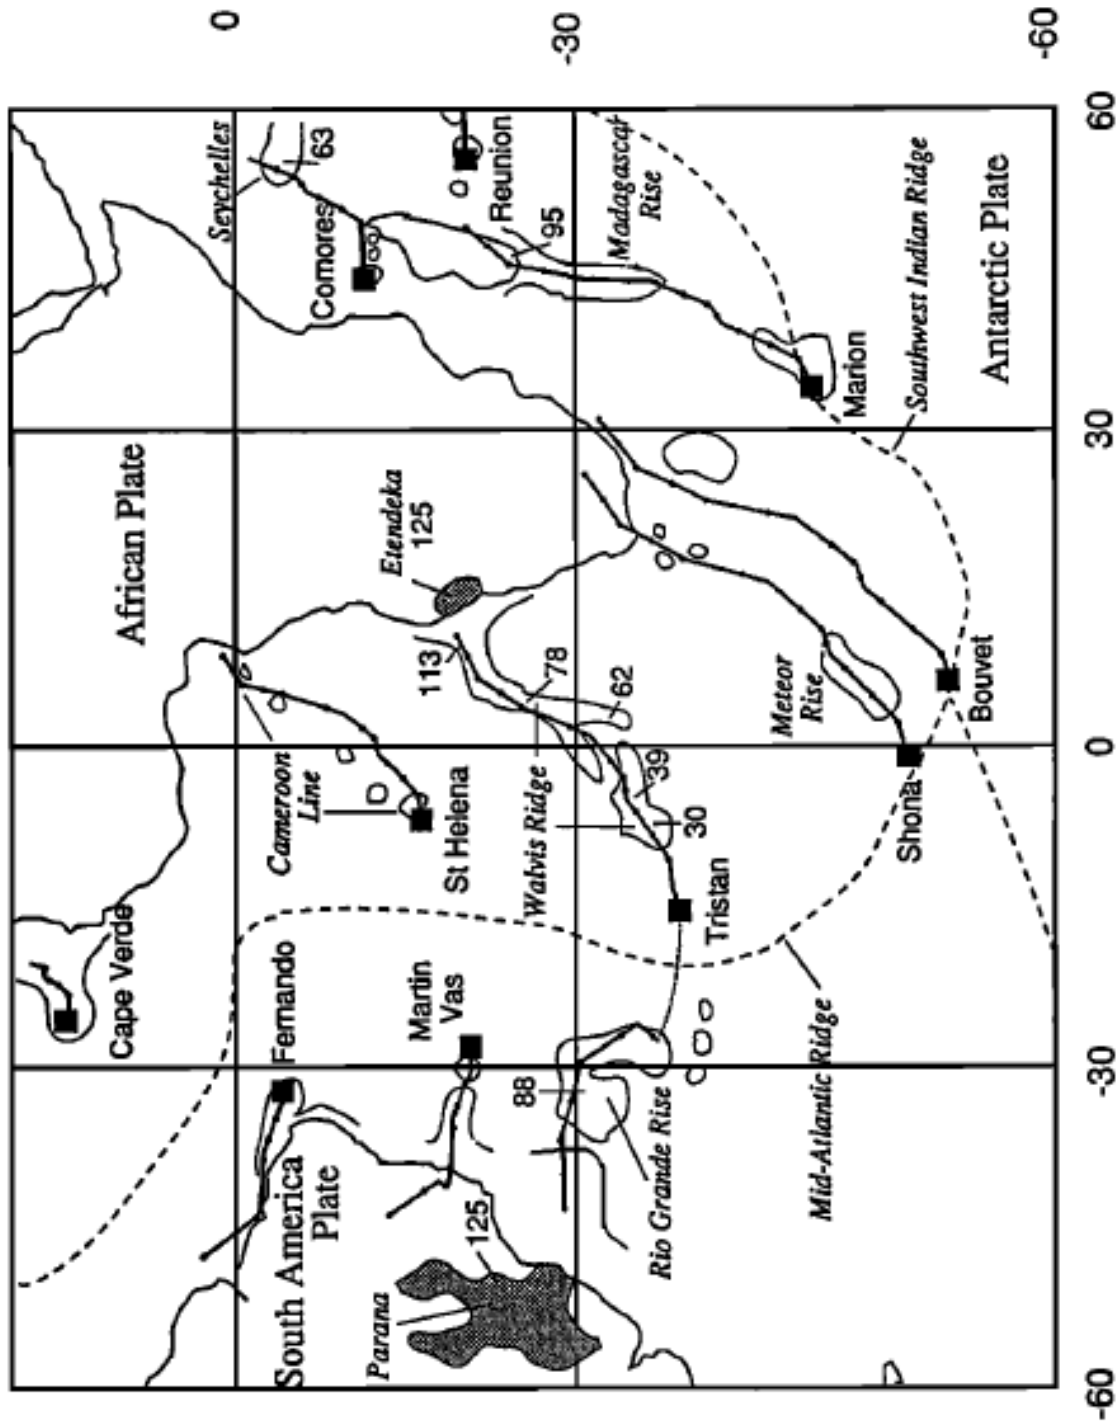 0
-30
-60
60
30
0
-30
-60
Seychelles
63
Comores
Reunion
95
Madagascar
Rise
Marion
Southwest Indian Ridge
Antarctic Plate
African Plate
Etendeka
125
113
78
62
39
30
Walvis Ridge
Cameroon
Line
St Helena
Meteor
Rise
Bouvet
Shona
Tristan
Cape Verde
Fernando
Martin
Vas
88
Rio Grande Rise
Mid-Atlantic Ridge
South America
Plate
125
Parana